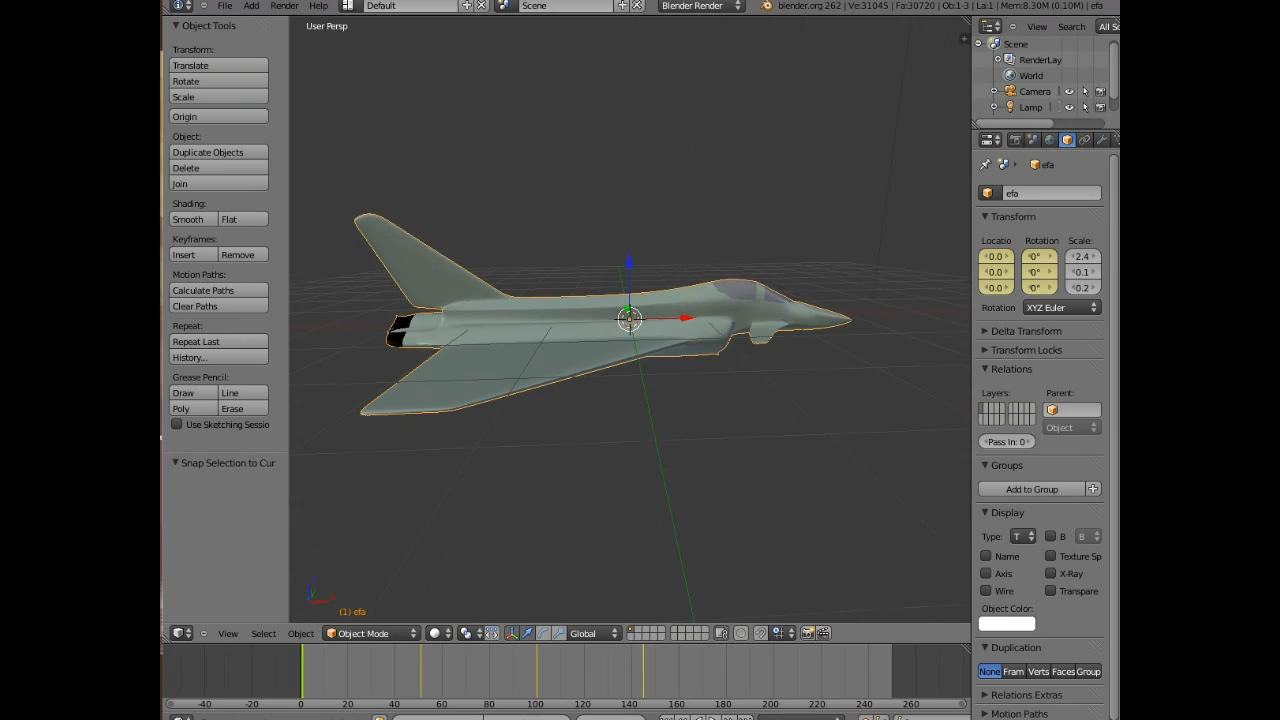 File Add Render Help Default Scene Blender Render blender.org 262 | Ve:31045 | Fa:30720 | Ob:1-3 | La:1 | Mem:8.30M (0.10M) | efa
Object Tools
Transform:
Translate
Rotate
Scale
Origin
Object:
Duplicate Objects
Delete
Join
Shading:
Smooth Flat
Keyframes:
Insert Remove
Motion Paths:
Calculate Paths
Clear Paths
Repeat:
Repeat Last
History...
Grease Pencil:
Draw Line
Poly Erase
Use Sketching Sessio
Snap Selection to Cur
User Persp
(1) efa
View Select Object Object Mode Global
-40 -20 0 20 40 60 80 100 120 140 160 180 200 220 240 260
View Search All Sc
Scene
RenderLay
World
Camera
Lamp
efa
efa
Transform
Locatio Rotation Scale:
0.0 0° 2.4
0.0 0° 0.1
0.0 0° 0.2
Rotation XYZ Euler
Delta Transform
Transform Locks
Relations
Layers: Parent:
Object
Pass In: 0
Groups
Add to Group
Display
Type: T B B
Name Texture Sp
Axis X-Ray
Wire Transpare
Object Color:
Duplication
None Fram Verts Faces Group
Relations Extras
Motion Paths